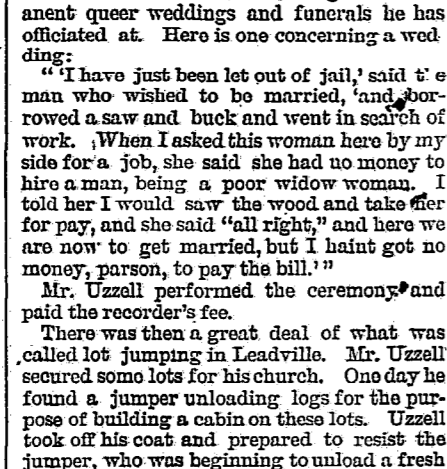 anent queer weddings and funerals he has
officiated at. Here is one concerning a wed
ding:
"'I have just been let out of jail,' said the
man who wished to be married, 'and bor-
rowed a saw and buck and went in search of
work. When I asked this woman here by my
side for a job, she said she had no money to
hire a man, being a poor widow woman. I
told her I would saw the wood and take her
for pay, and she said "all right," and here we
are now to get married, but I haint got no
money, parson, to pay the bill.'"
Mr. Uzzell performed the ceremony and
paid the recorder's fee.
There was then a great deal of what was
called lot jumping in Leadville. Mr. Uzzell
secured some lots for his church. One day he
found a jumper unloading logs for the pur-
pose of building a cabin on these lots. Uzzell
took off his coat and prepared to resist the
jumper, who was beginning to unload a fresh